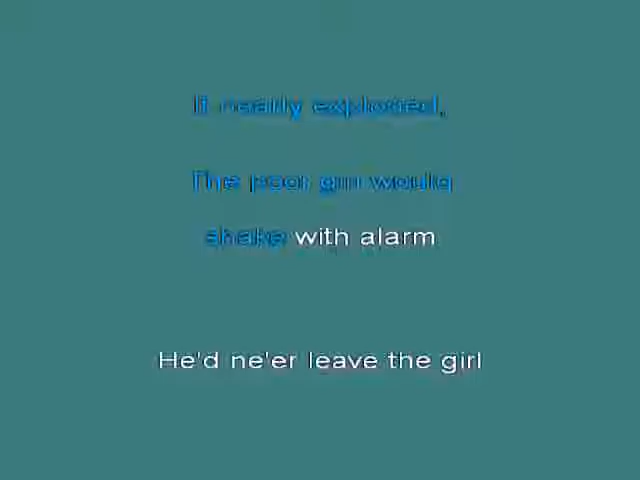 It nearly exploded,
The poor girl would
shake with alarm
He'd ne'er leave the girl